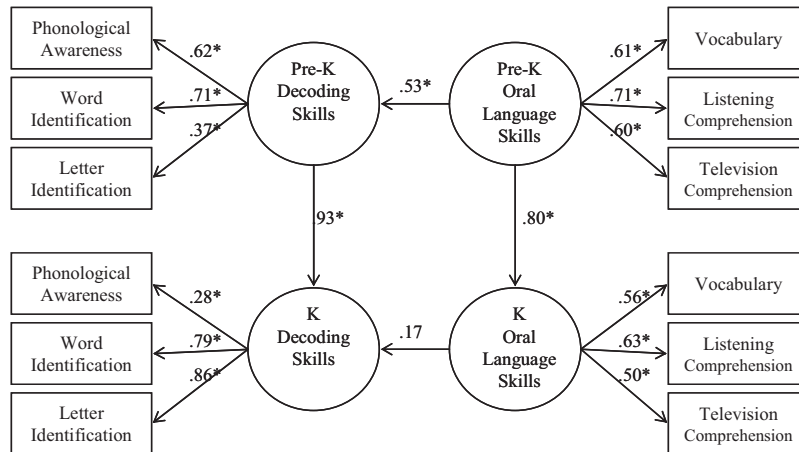 Phonological
Awareness
Word
Identification
Letter
Identification
.62*
.71*
.37*
Pre-K
Decoding
Skills
.53*
Pre-K
Oral
Language
Skills
.61*
.71*
.60*
Vocabulary
Listening
Comprehension
Television
Comprehension
.93*
.80*
Phonological
Awareness
Word
Identification
Letter
Identification
.28*
.79*
.86*
K
Decoding
Skills
.17
K
Oral
Language
Skills
.56*
.63*
.50*
Vocabulary
Listening
Comprehension
Television
Comprehension